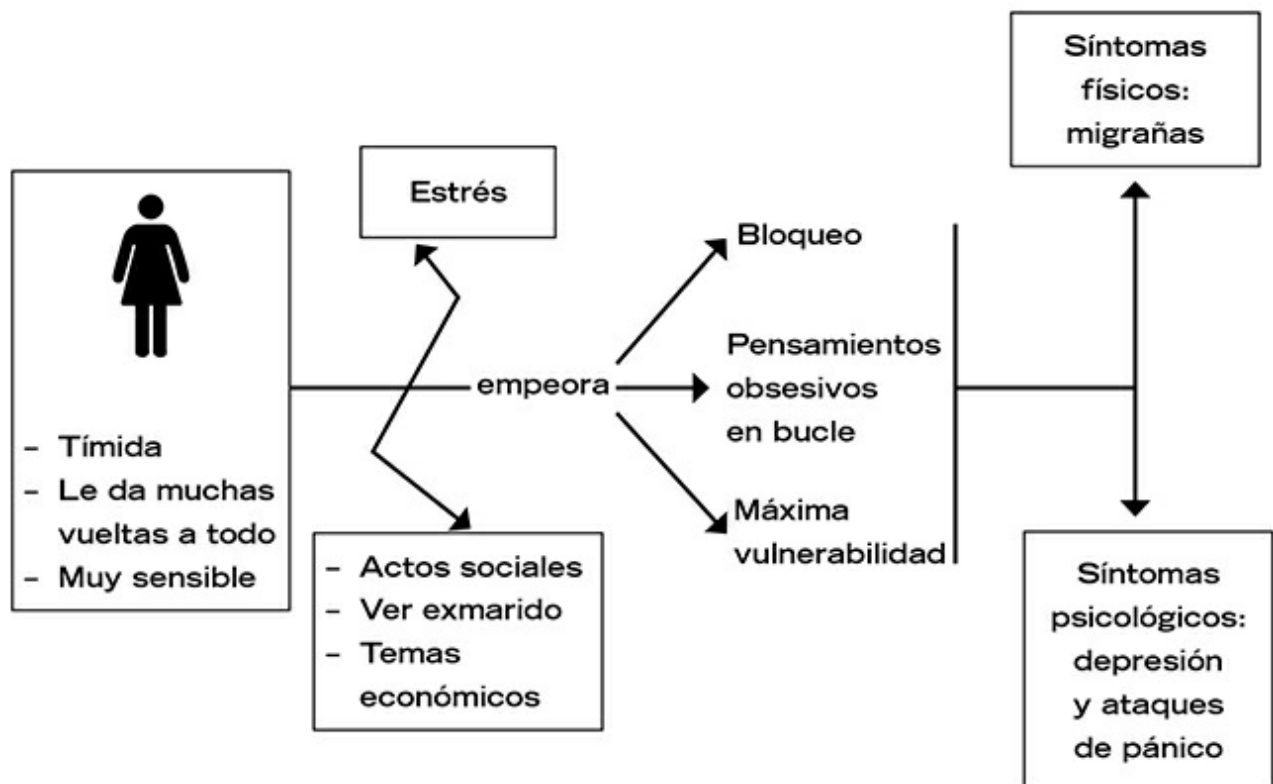 - Tímida
- Le da muchas
vueltas a todo
- Muy sensible
Estrés
- Actos sociales
- Ver exmarido
- Temas
económicos
empeora
Bloqueo
Pensamientos
obsesivos
en bucle
Máxima
vulnerabilidad
Síntomas
físicos:
migrañas
Síntomas
psicológicos:
depresión
y ataques
de pánico